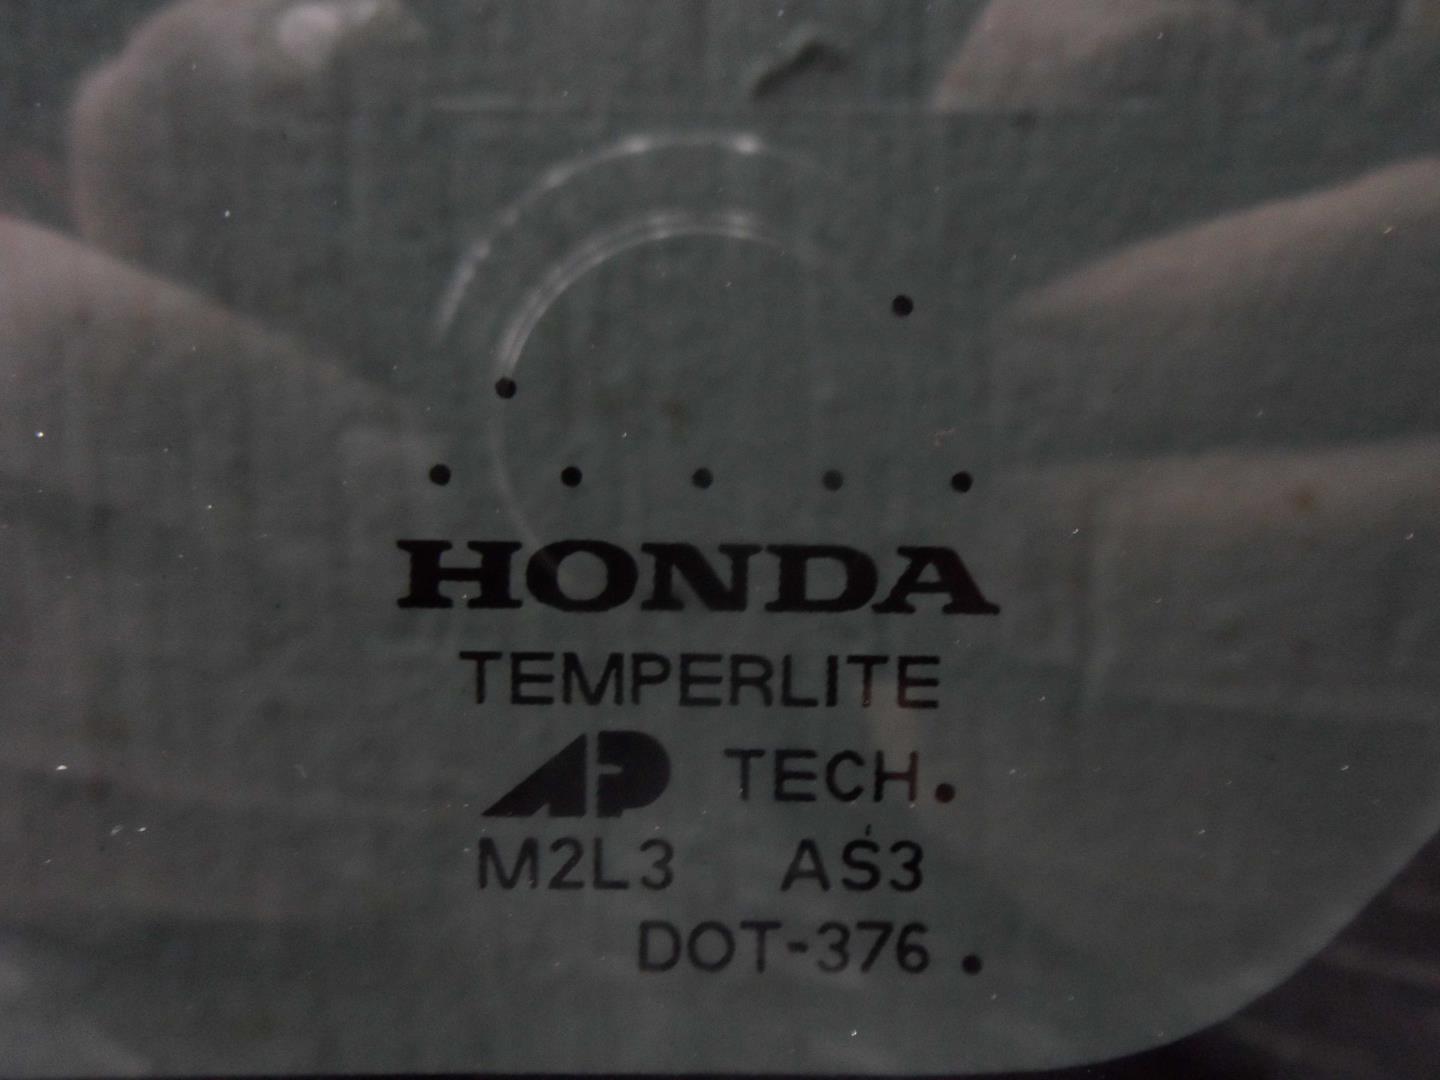 HONDA
TEMPERLITE
AP TECH.
M2L3 AS3
DOT-376 .